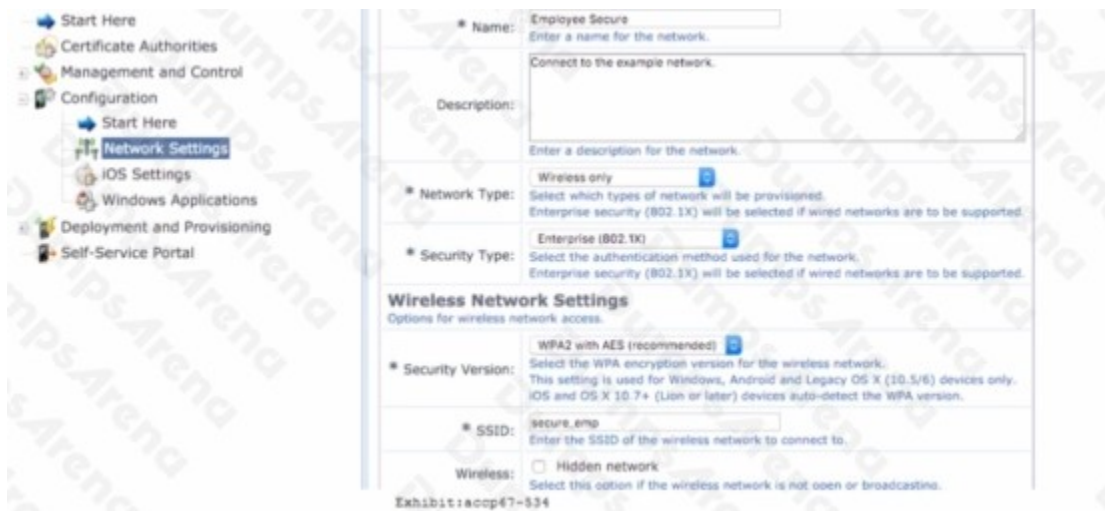 Start Here
Certificate Authorities
Management and Control
Configuration
Start Here
Network Settings
iOS Settings
Windows Applications
Deployment and Provisioning
Self-Service Portal
* Name: Employee Secure
Enter a name for the network.
Description: Connect to the example network.
Enter a description for the network.
* Network Type: Wireless only
Select which types of network will be provisioned.
Enterprise security (802.1X) will be selected if wired networks are to be supported.
* Security Type: Enterprise (802.1X)
Select the authentication method used for the network.
Enterprise security (802.1X) will be selected if wired networks are to be supported.
Wireless Network Settings
Options for wireless network access.
* Security Version: WPA2 with AES (recommended)
Select the WPA encryption version for the wireless network.
This setting is used for Windows, Android and Legacy OS X (10.5/6) devices only.
iOS and OS X 10.7+ (Lion or later) devices auto-detect the WPA version.
* SSID: secure_emp
Enter the SSID of the wireless network to connect to.
Wireless: Hidden network
Select this option if the wireless network is not open or broadcasting.
Exhibit:accp67-534
DumpsArena